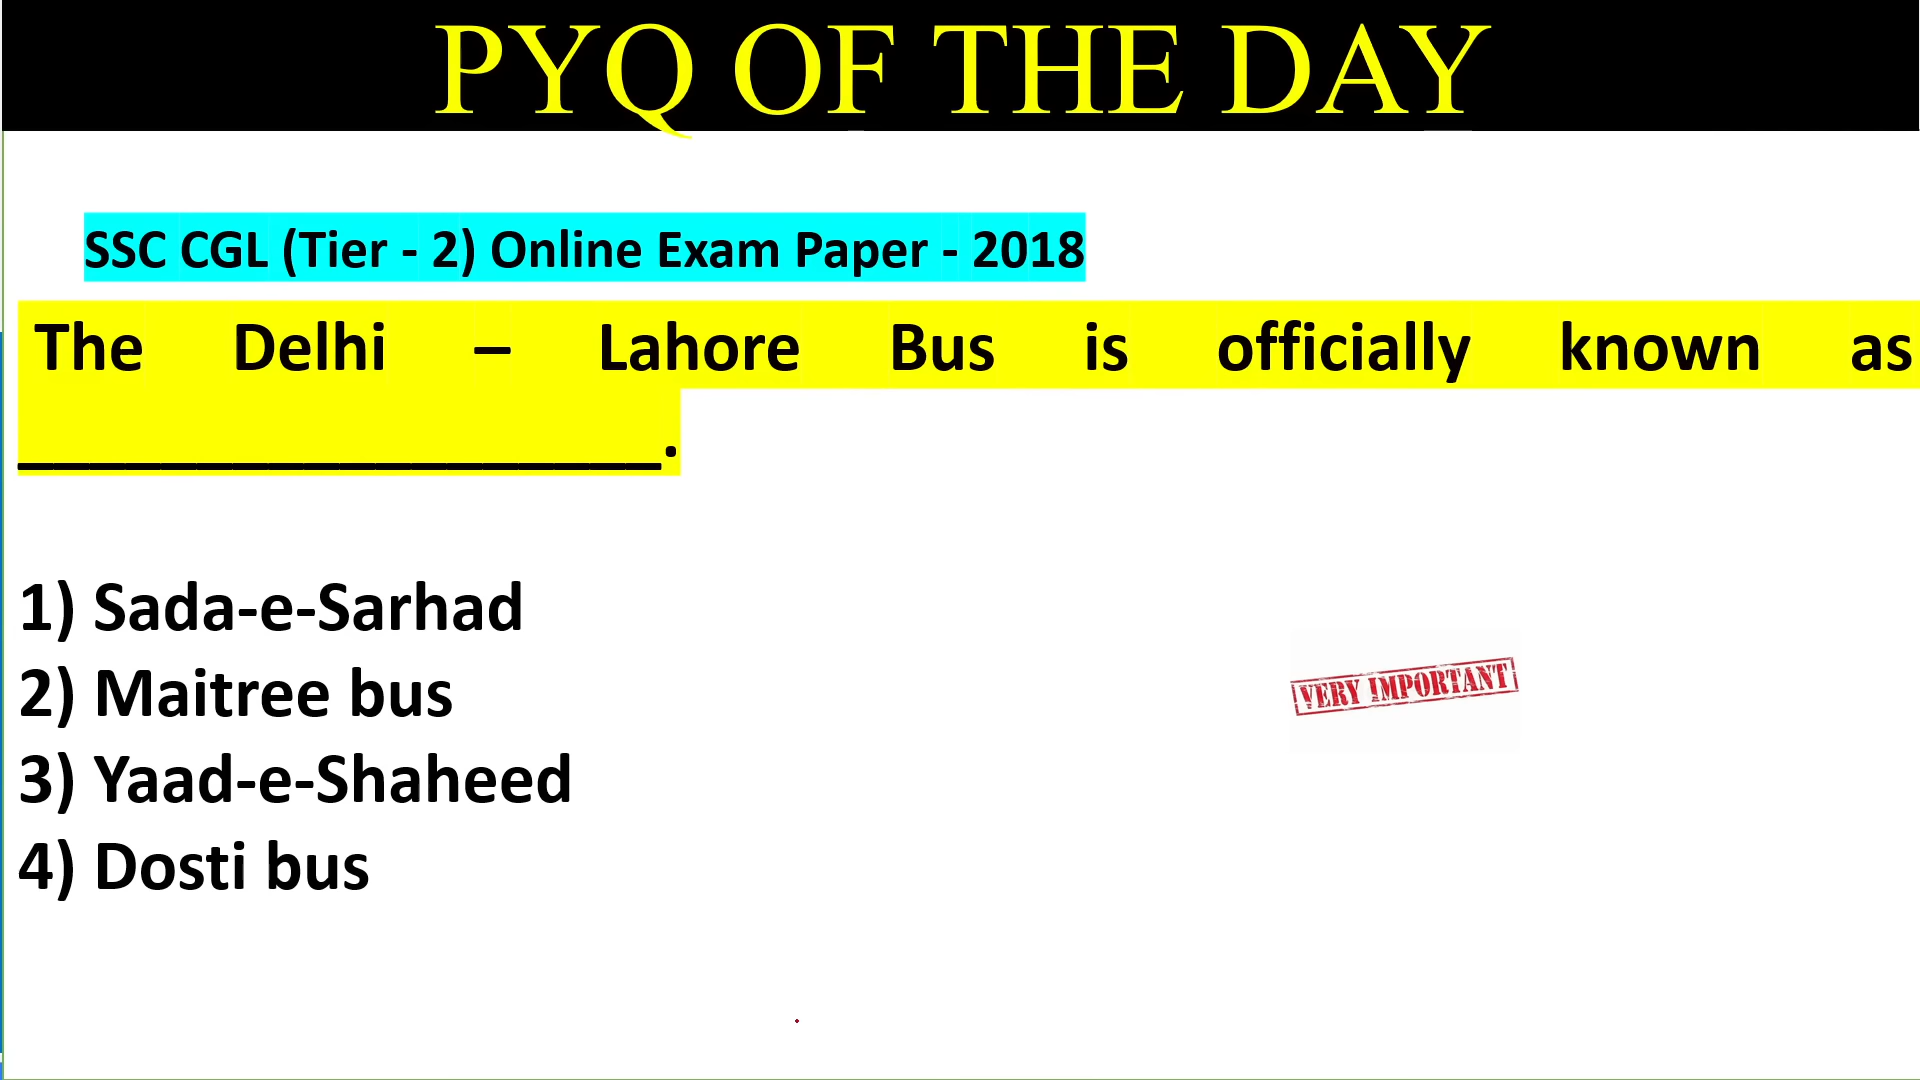 PYQ OF THE DAY
SSC CGL (Tier - 2) Online Exam Paper - 2018
The Delhi – Lahore Bus is officially known as
__________________.
1) Sada-e-Sarhad
2) Maitree bus
VERY IMPORTANT
3) Yaad-e-Shaheed
4) Dosti bus